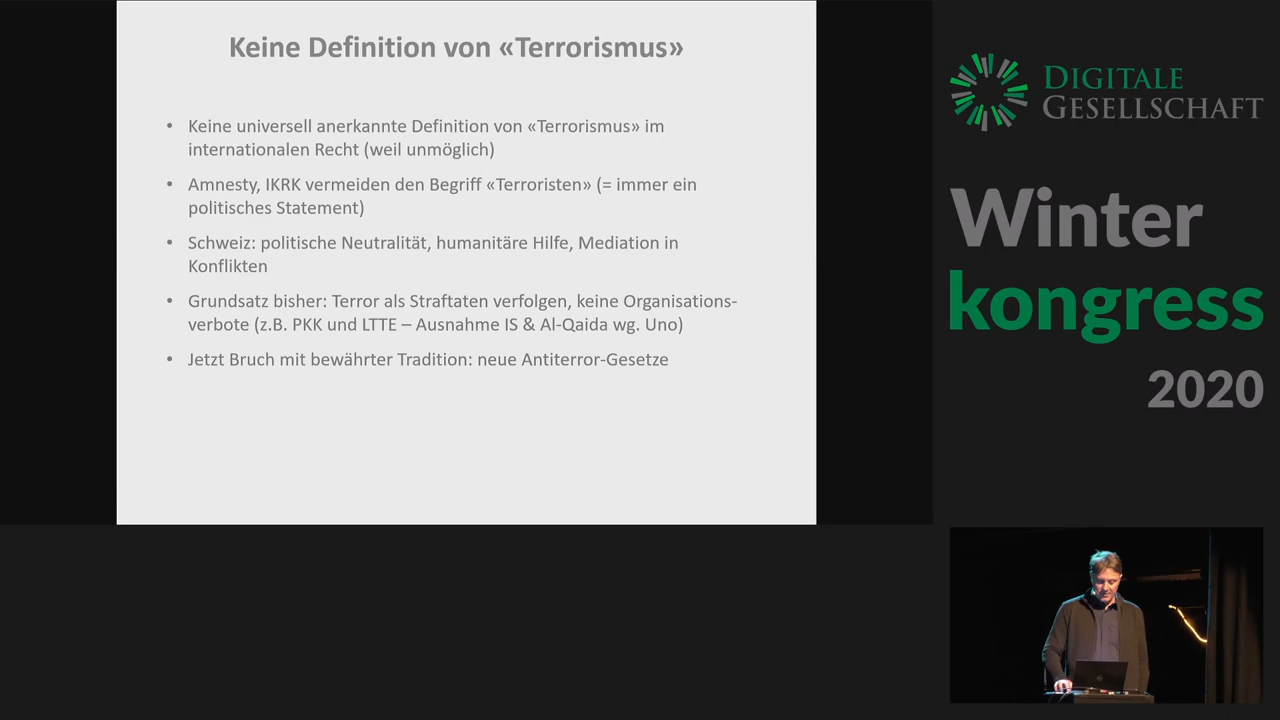 Keine Definition von «Terrorismus»
• Keine universell anerkannte Definition von «Terrorismus» im
internationalen Recht (weil unmöglich)
• Amnesty, IKRK vermeiden den Begriff «Terroristen» (= immer ein
politisches Statement)
• Schweiz: politische Neutralität, humanitäre Hilfe, Mediation in
Konflikten
• Grundsatz bisher: Terror als Straftaten verfolgen, keine Organisations-
verbote (z.B. PKK und LTTE – Ausnahme IS & Al-Qaida wg. Uno)
• Jetzt Bruch mit bewährter Tradition: neue Antiterror-Gesetze
DIGITALE
GESELLSCHAFT
Winter
kongress
2020